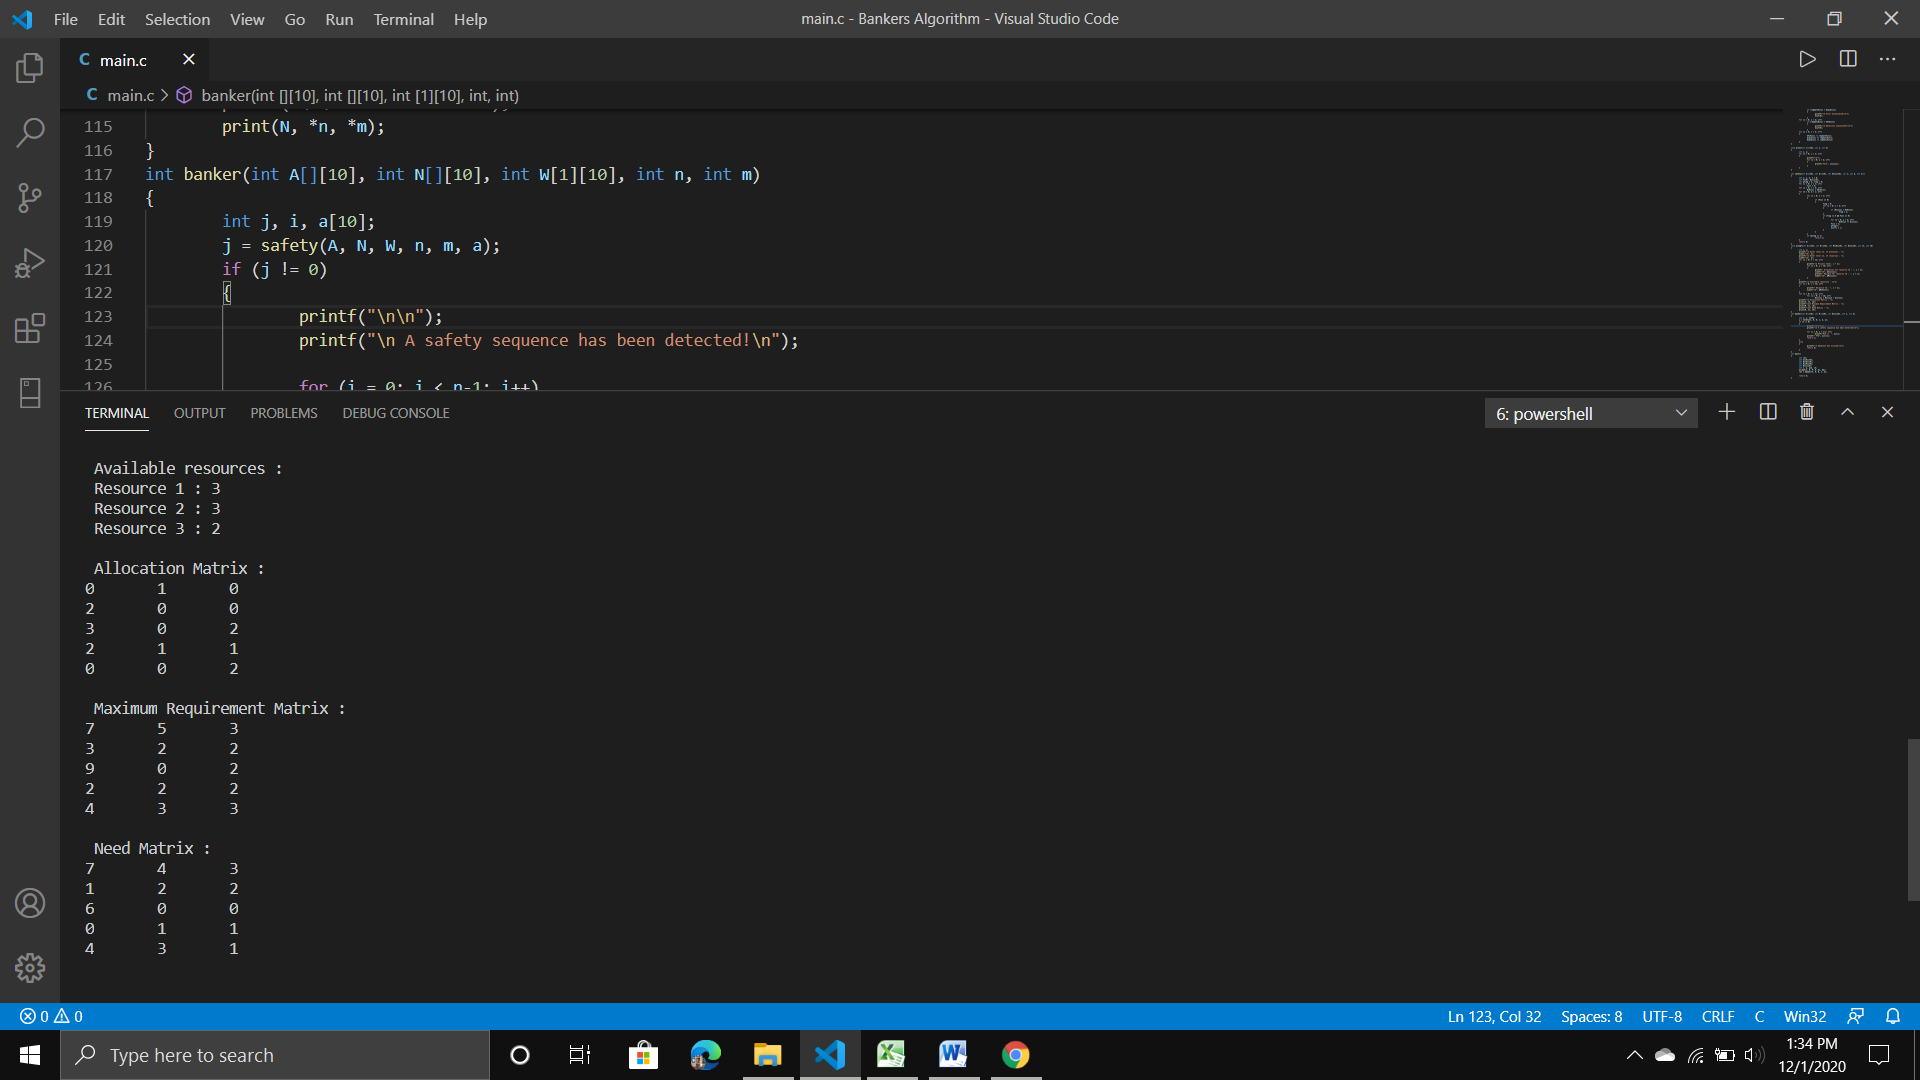 File Edit Selection View Go Run Terminal Help main.c - Bankers Algorithm - Visual Studio Code
C main.c
C main.c > banker(int [][10], int [][10], int [1][10], int, int)
115 print(N, *n, *m);
116 }
117 int banker(int A[][10], int N[][10], int W[1][10], int n, int m)
118 {
119 int j, i, a[10];
120 j = safety(A, N, W, n, m, a);
121 if (j != 0)
122 {
123 printf("\n\n");
124 printf("\n A safety sequence has been detected!\n");
125
126 for (i = 0; i < n-1; i++)
TERMINAL OUTPUT PROBLEMS DEBUG CONSOLE 6: powershell
Available resources :
Resource 1 : 3
Resource 2 : 3
Resource 3 : 2
Allocation Matrix :
0 1 0
2 0 0
3 0 2
2 1 1
0 0 2
Maximum Requirement Matrix :
7 5 3
3 2 2
9 0 2
2 2 2
4 3 3
Need Matrix :
7 4 3
1 2 2
6 0 0
0 1 1
4 3 1
0 0 Ln 123, Col 32 Spaces: 8 UTF-8 CRLF C Win32
Type here to search
1:34 PM
12/1/2020